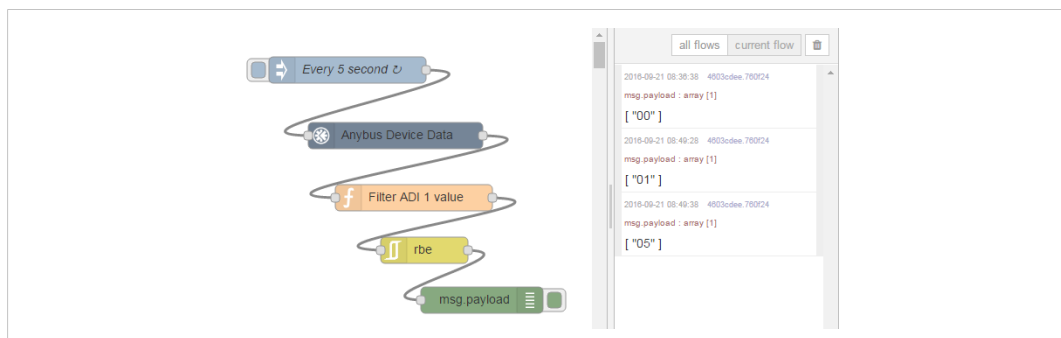 Every 5 second ↻
Anybus Device Data
Filter ADI 1 value
rbe
msg.payload
all flows
current flow
2016-09-21 08:36:38 4603cdee.760f24
msg.payload : array [1]
[ "00" ]
2016-09-21 08:49:28 4603cdee.760f24
msg.payload : array [1]
[ "01" ]
2016-09-21 08:49:38 4603cdee.760f24
msg.payload : array [1]
[ "05" ]